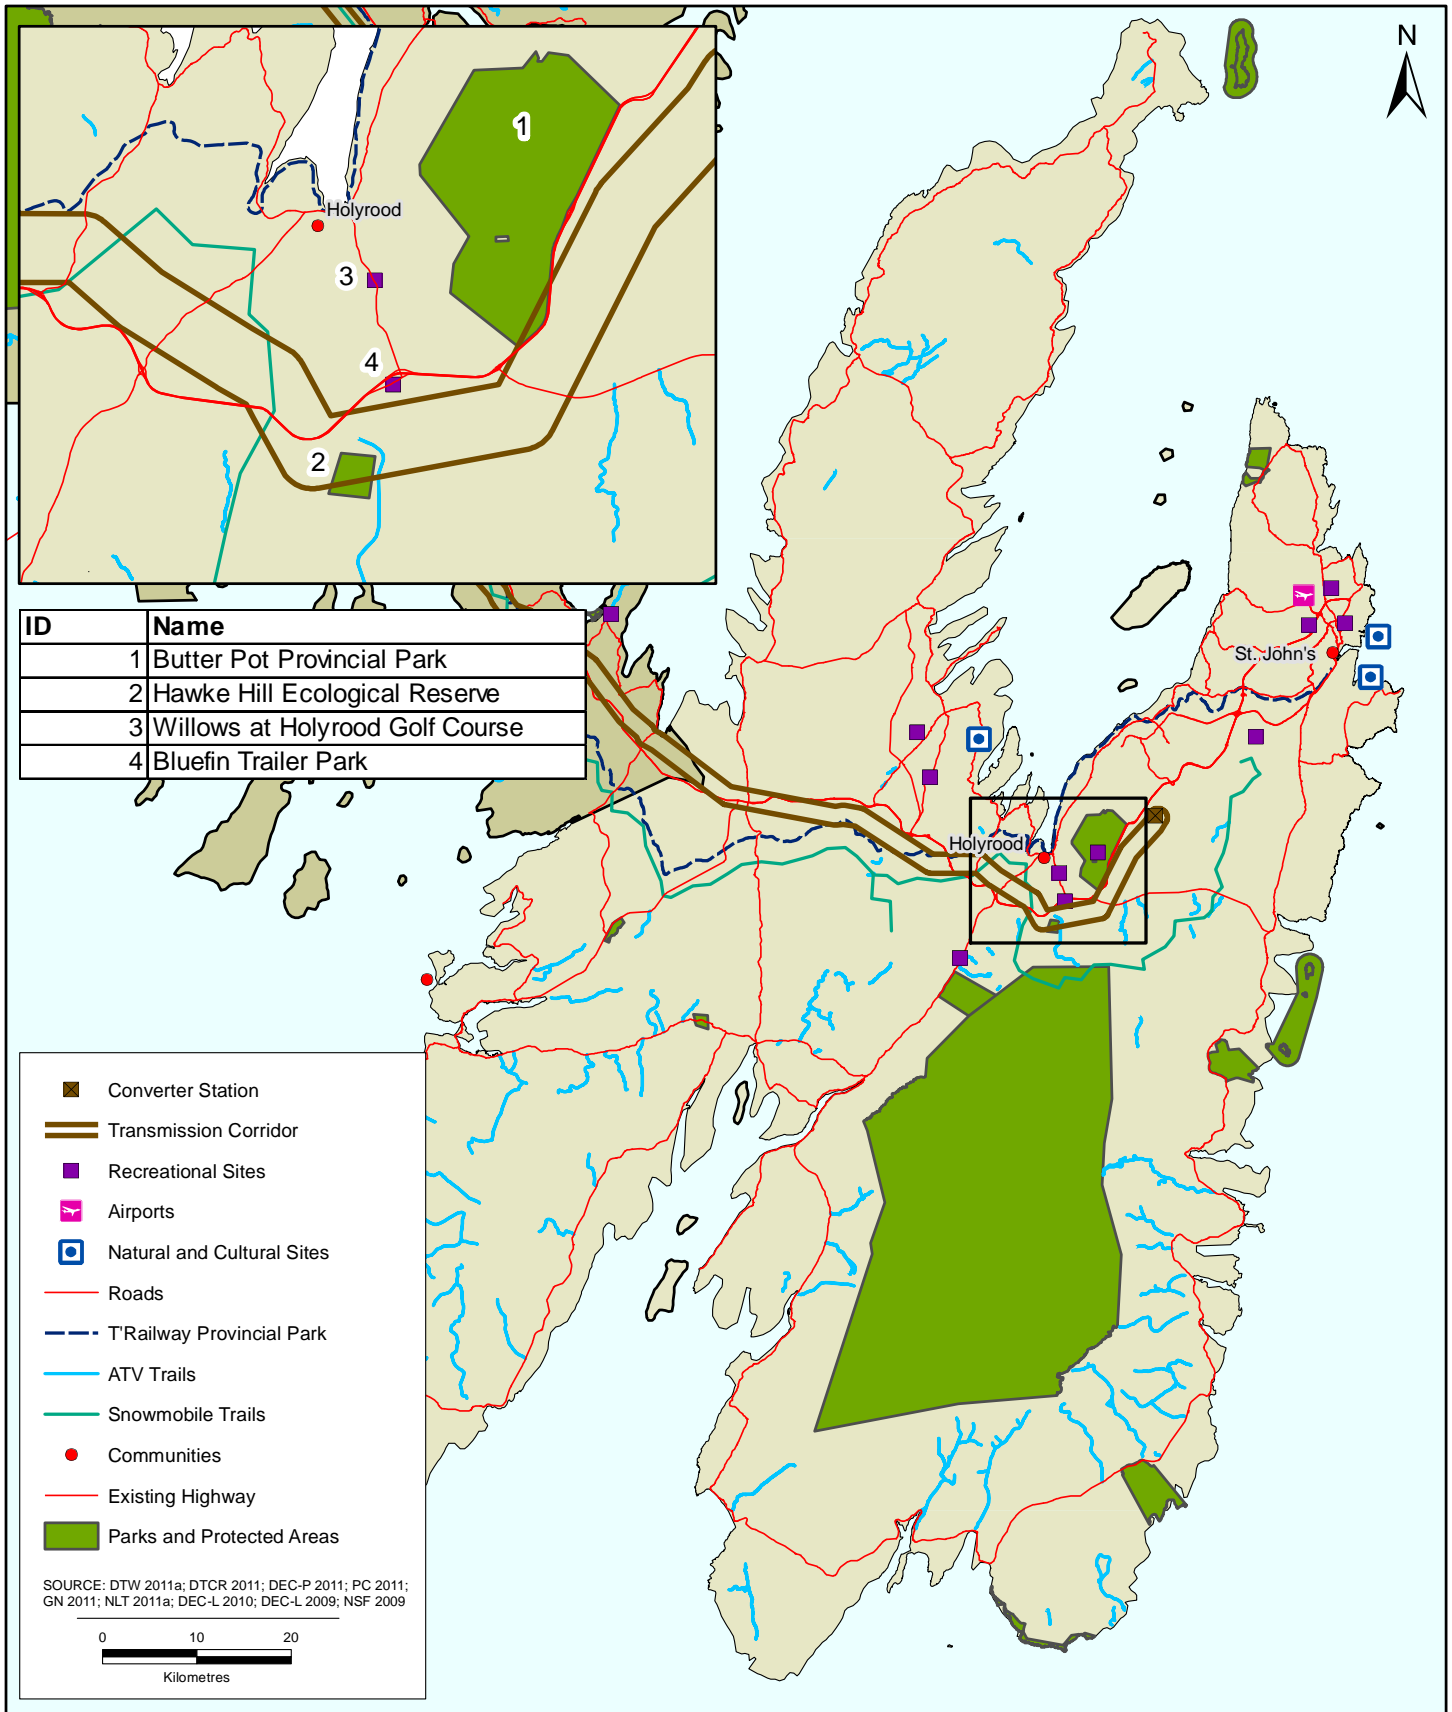 N
1
Holyrood
3
4
2
ID Name
1 Butter Pot Provincial Park
2 Hawke Hill Ecological Reserve
3 Willows at Holyrood Golf Course
4 Bluefin Trailer Park
St. John's
Holyrood
Converter Station
Transmission Corridor
Recreational Sites
Airports
Natural and Cultural Sites
Roads
T'Railway Provincial Park
ATV Trails
Snowmobile Trails
Communities
Existing Highway
Parks and Protected Areas
SOURCE: DTW 2011a; DTCR 2011; DEC-P 2011; PC 2011;
GN 2011; NLT 2011a; DEC-L 2010; DEC-L 2009; NSF 2009
0 10 20
Kilometres